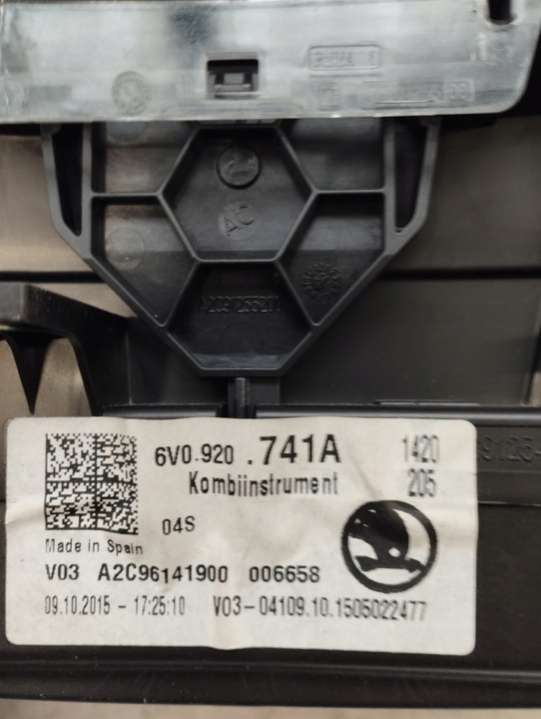 6V0.920 .741A 1420
Kombiinstrument 205
04S
Made in Spain
V03 A2C96141900 006658
09.10.2015 - 17:25:10 V03-04109.10.1505022477